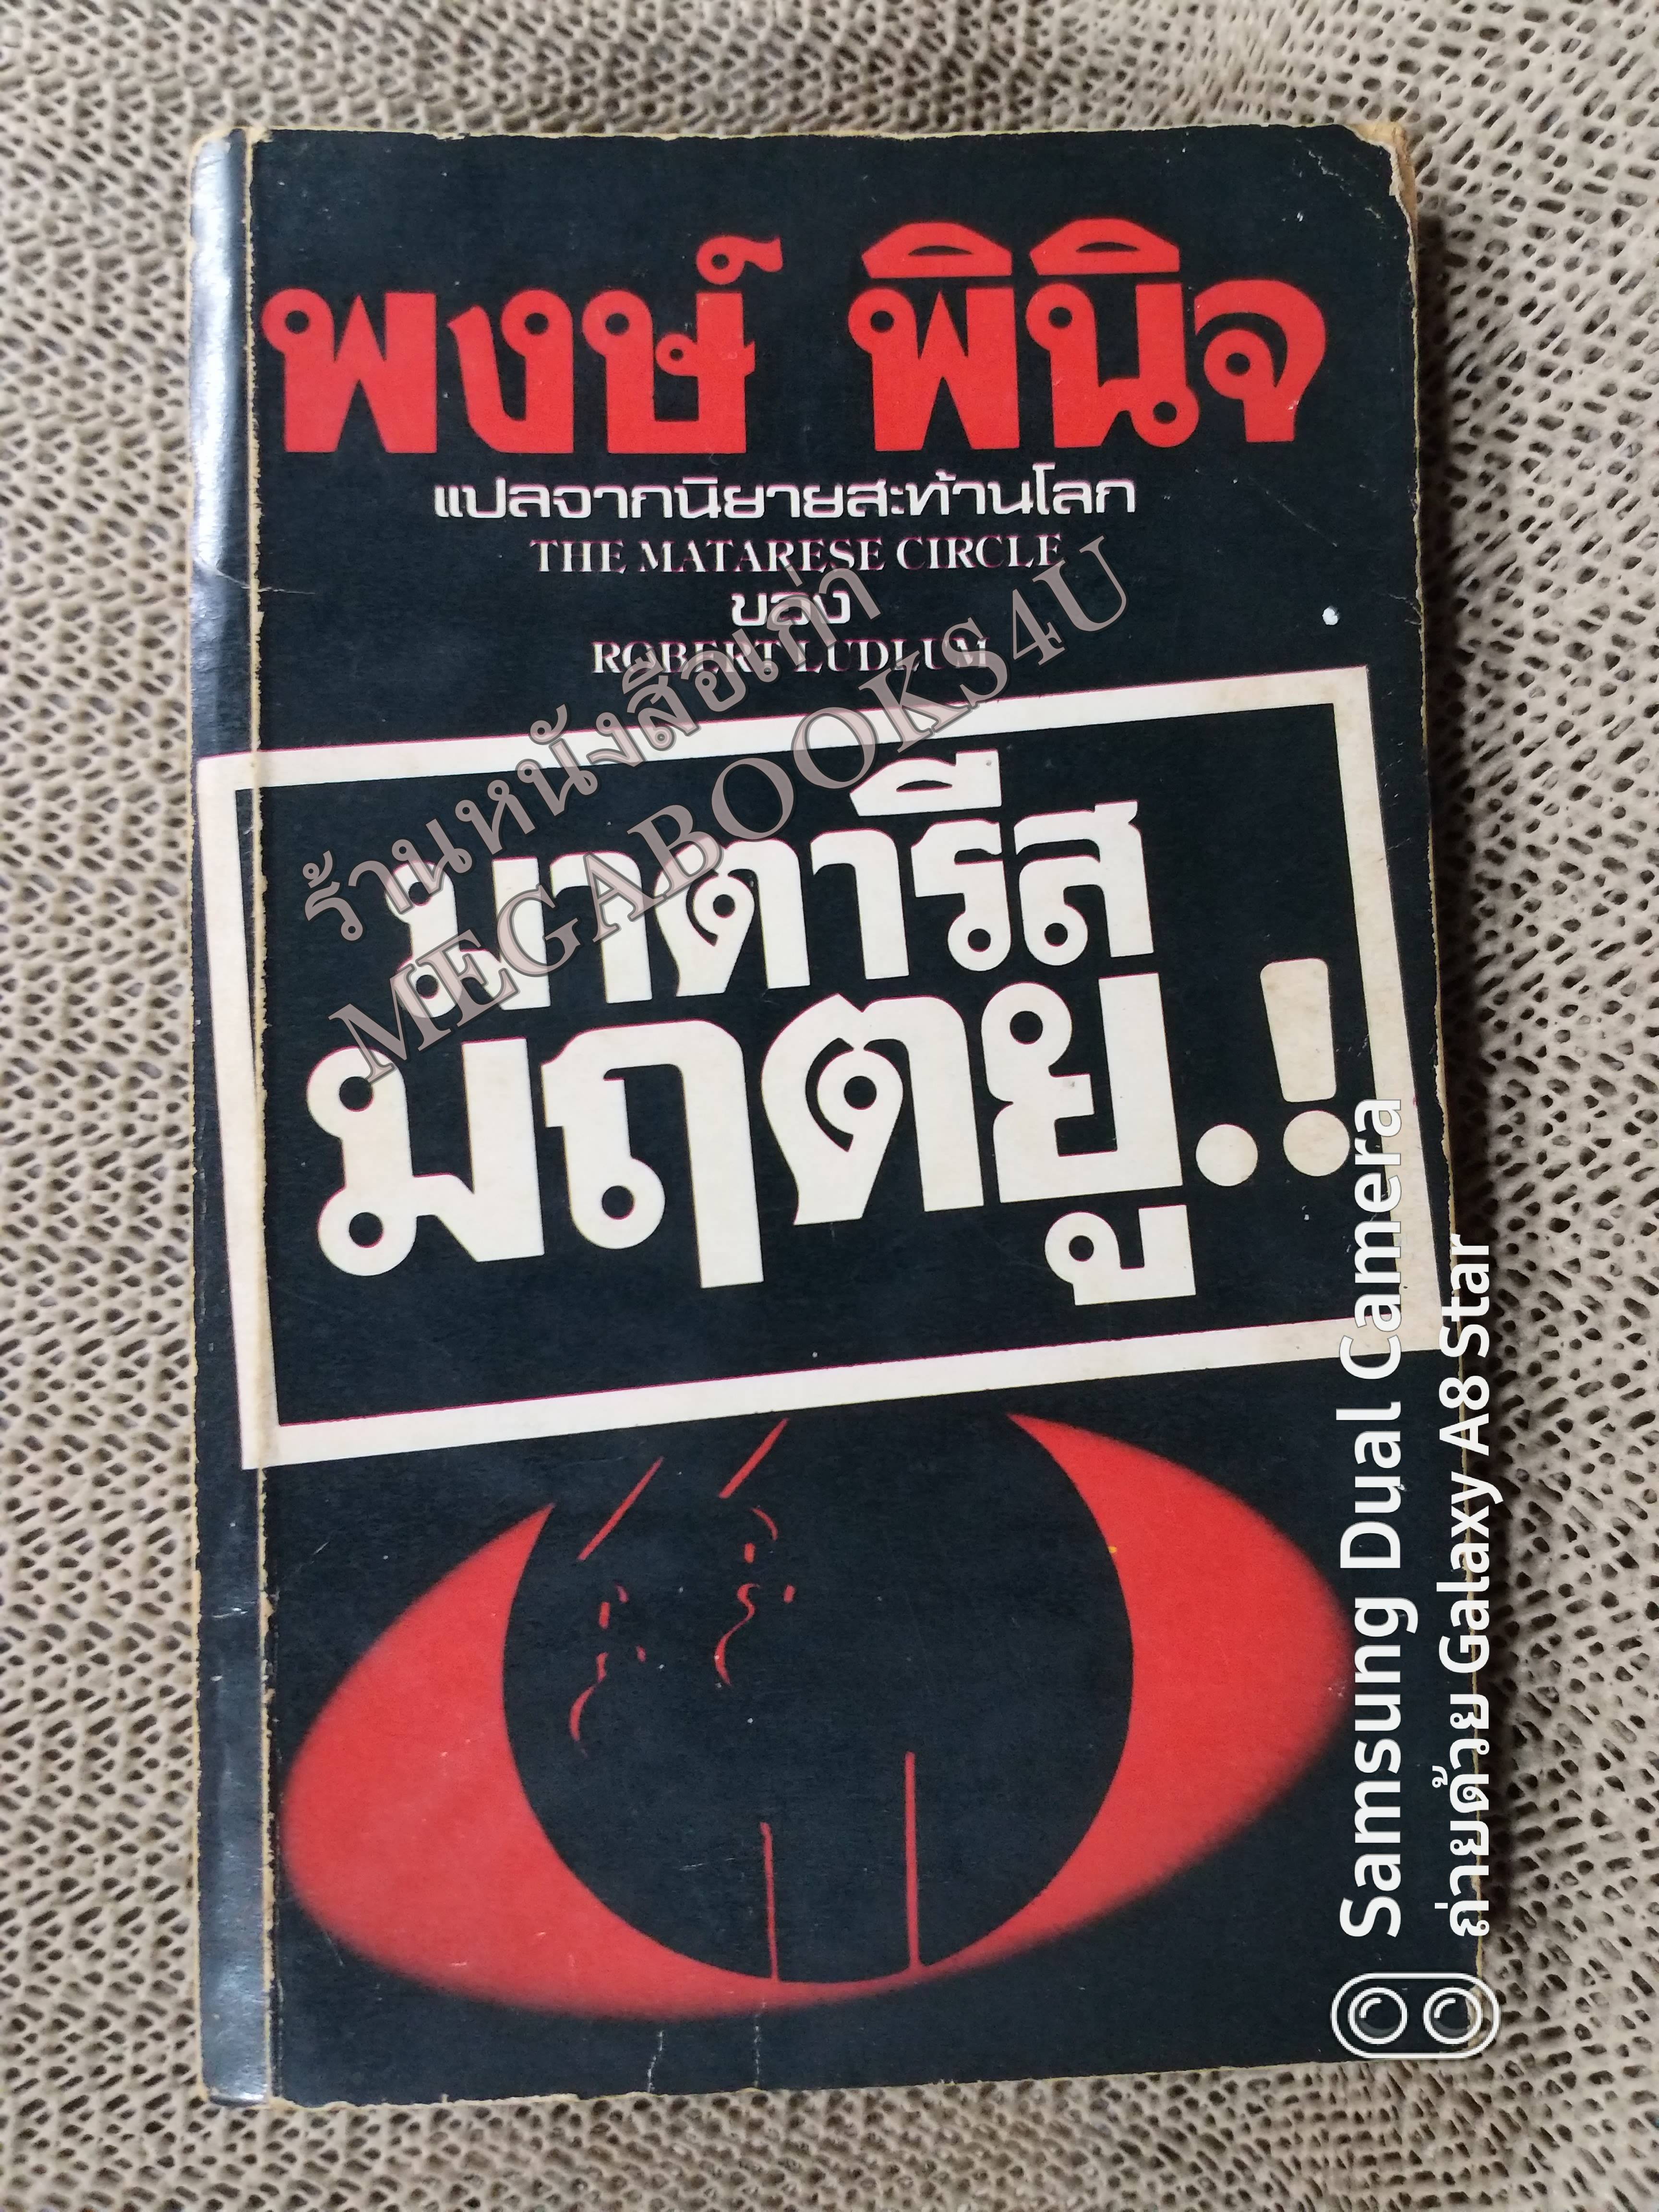 พงษ์ พินิจ
แปลจากนิยายสะท้านโลก
THE MATARESE CIRCLE
ของ
ROBERT LUDLUM
มาตารีส
มฤตยู.!
ร้านหนังสือเก่า
MEGABOOKS4U
Samsung Dual Camera
ถ่ายด้วย Galaxy A8 Star